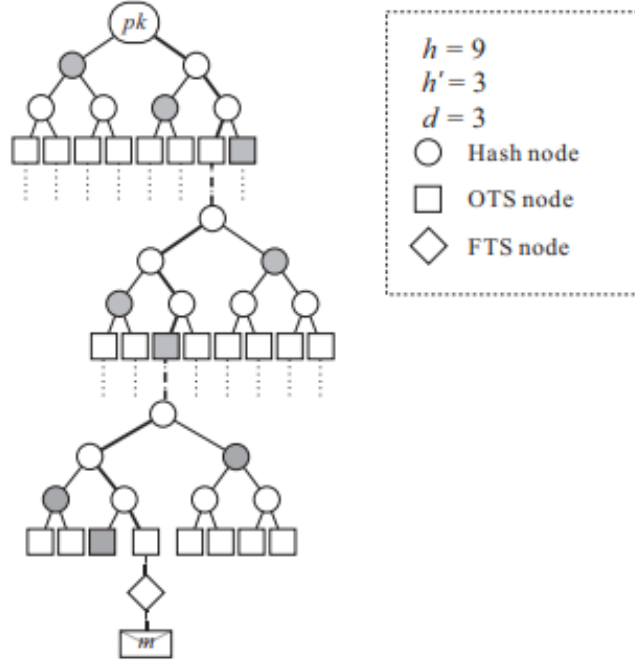 pk
h = 9
h' = 3
d = 3
Hash node
OTS node
FTS node
m